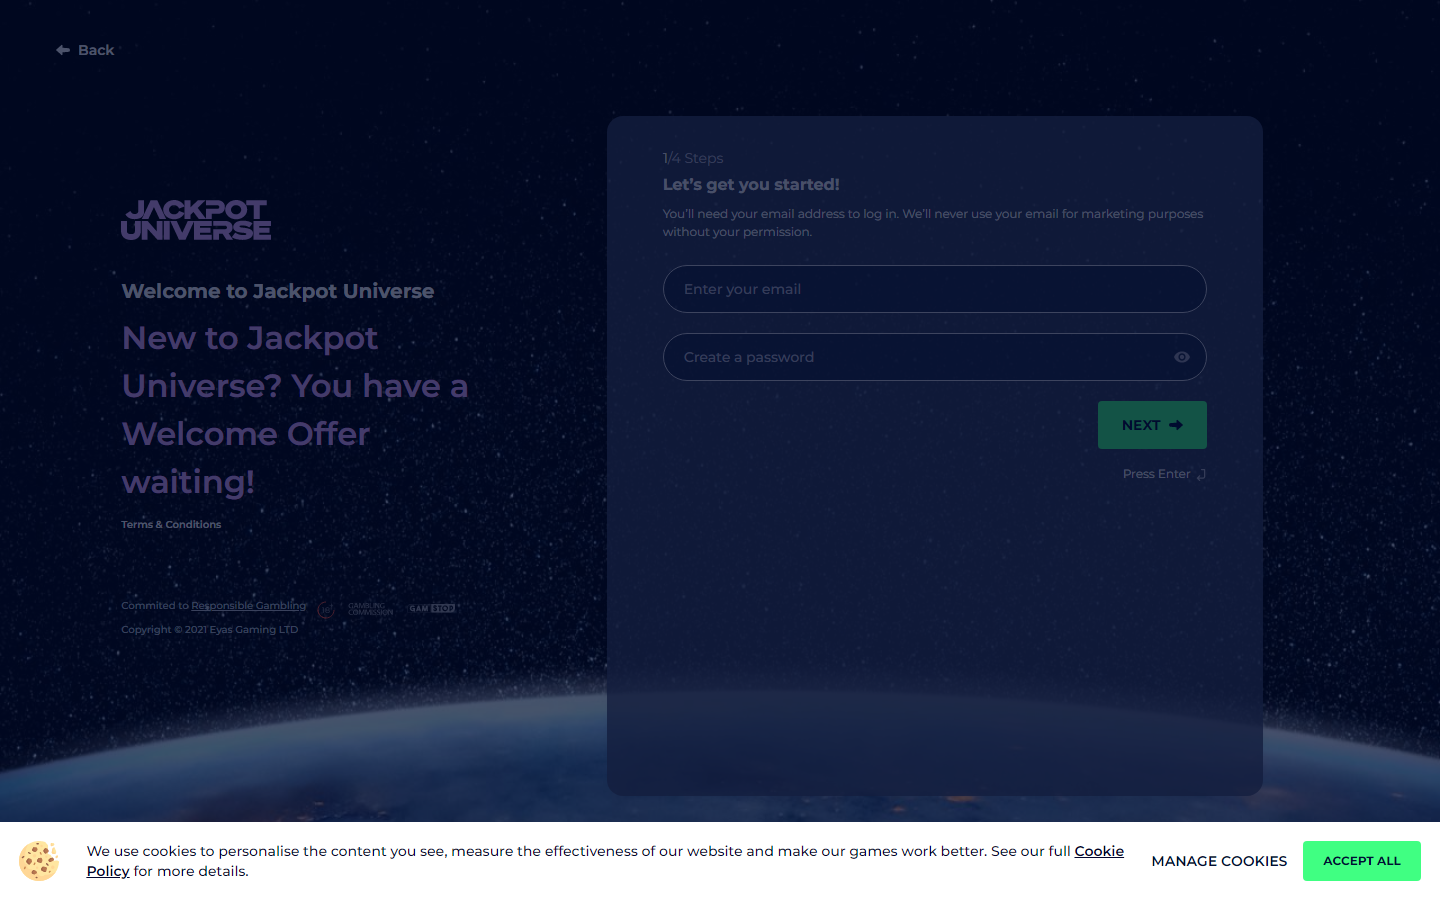 Back
JACKPOT
UNIVERSE
Welcome to Jackpot Universe
New to Jackpot
Universe? You have a
Welcome Offer
waiting!
Terms & Conditions
Commited to Responsible Gambling
18
GAMBLING
COMMISSION
GAMSTOP
Copyright © 2021 Eyas Gaming LTD
1/4 Steps
Let's get you started!
You'll need your email address to log in. We'll never use your email for marketing purposes
without your permission.
Enter your email
Create a password
NEXT
Press Enter
We use cookies to personalise the content you see, measure the effectiveness of our website and make our games work better. See our full Cookie
Policy for more details.
MANAGE COOKIES
ACCEPT ALL